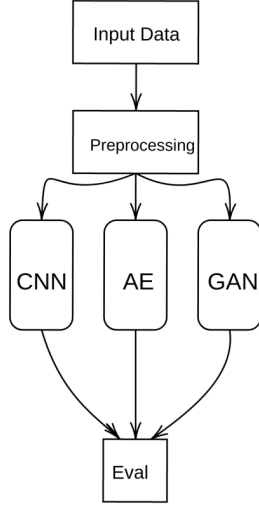 Input Data
Preprocessing
CNN
AE
GAN
Eval